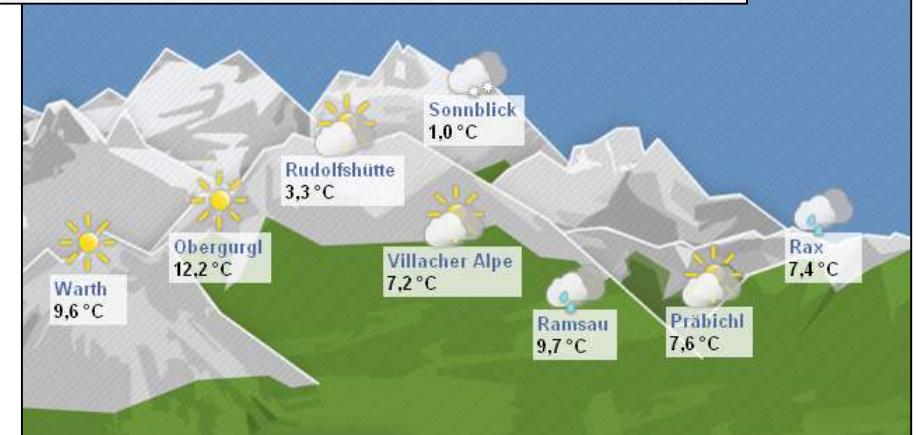 Sonnblick
1,0 °C
Rudolfshütte
3,3 °C
Obergurgl
12,2 °C
Villacher Alpe
7,2 °C
Rax
7,4 °C
Warth
9,6 °C
Ramsau
9,7 °C
Präbichl
7,6 °C